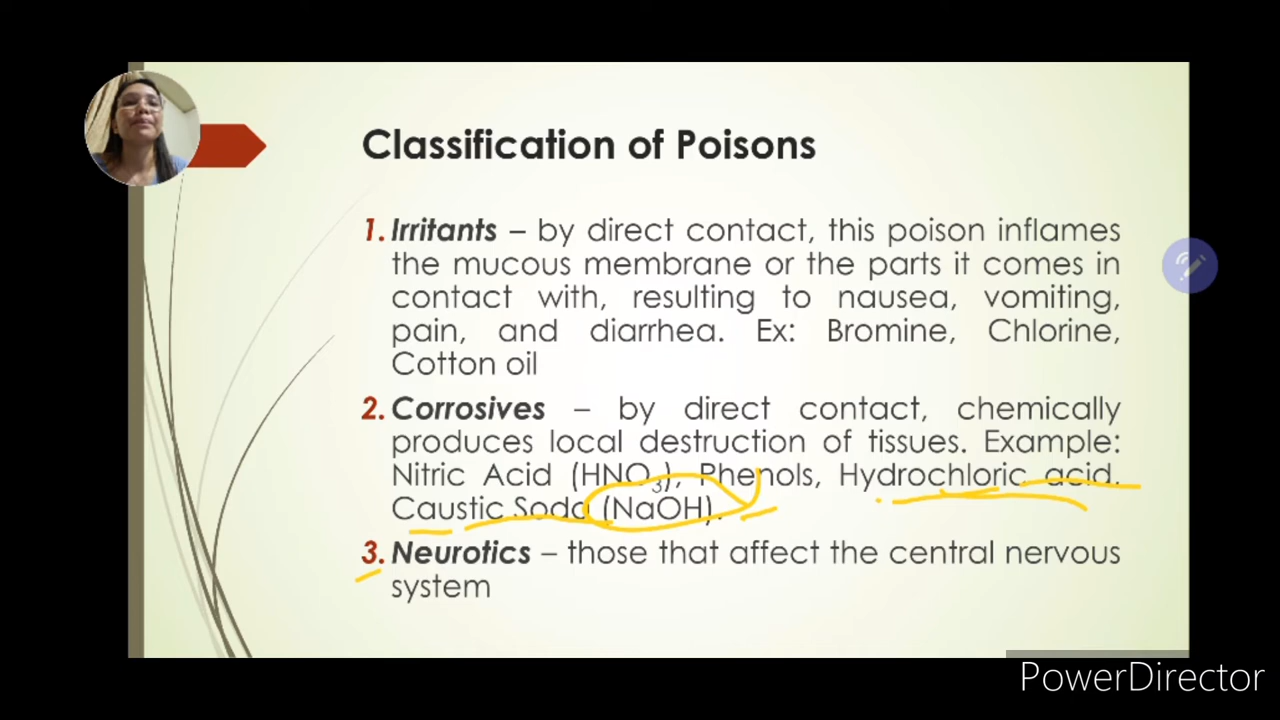 Classification of Poisons
1. Irritants – by direct contact, this poison inflames
the mucous membrane or the parts it comes in
contact with, resulting to nausea, vomiting,
pain, and diarrhea. Ex: Bromine, Chlorine,
Cotton oil
2. Corrosives – by direct contact, chemically
produces local destruction of tissues. Example:
Nitric Acid (HNO₃), Phenols, Hydrochloric acid,
Caustic Soda (NaOH).
3. Neurotics – those that affect the central nervous
system
PowerDirector